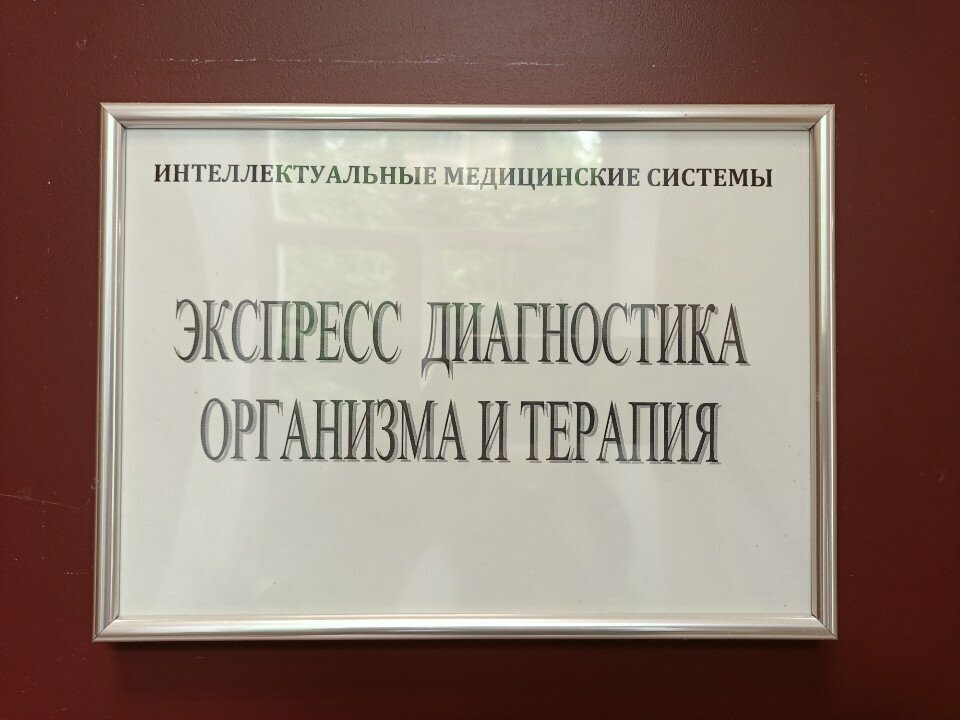 ИНТЕЛЛЕКТУАЛЬНЫЕ МЕДИЦИНСКИЕ СИСТЕМЫ
ЭКСПРЕСС ДИАГНОСТИКА
ОРГАНИЗМА И ТЕРАПИЯ